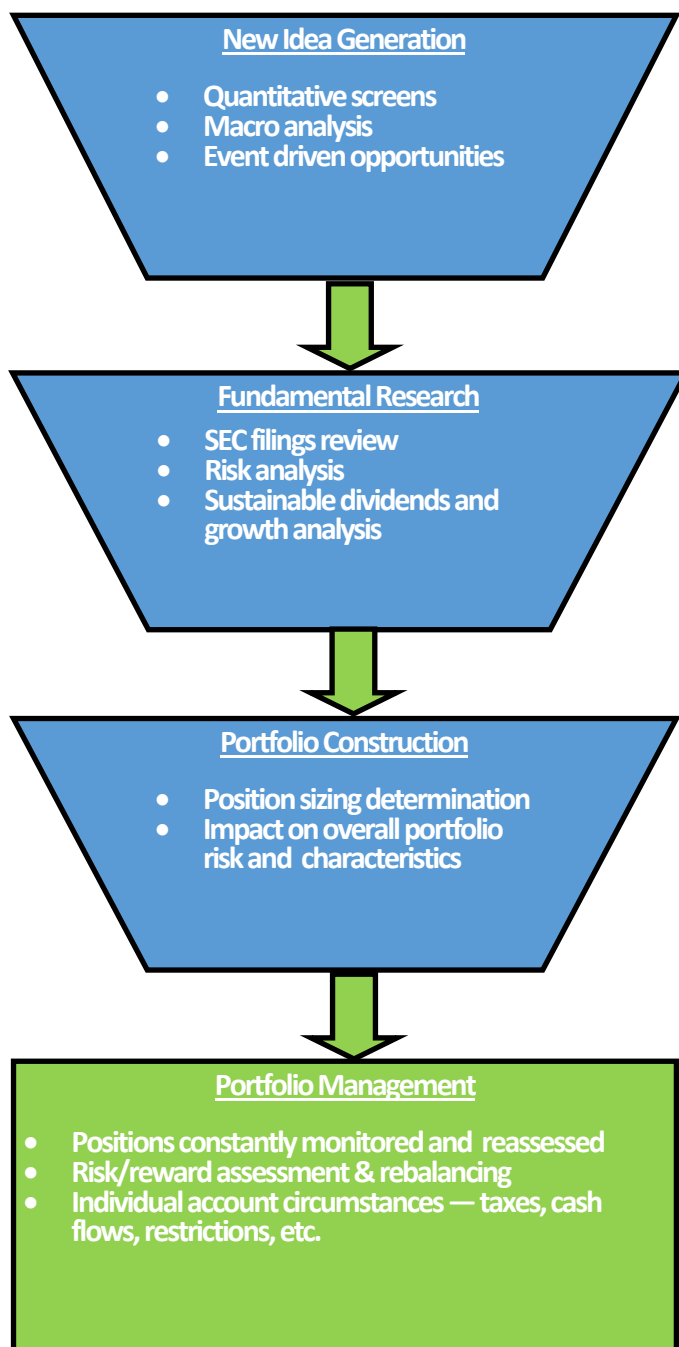 New Idea Generation
• Quantitative screens
• Macro analysis
• Event driven opportunities
Fundamental Research
• SEC filings review
• Risk analysis
• Sustainable dividends and
growth analysis
Portfolio Construction
• Position sizing determination
• Impact on overall portfolio
risk and characteristics
Portfolio Management
• Positions constantly monitored and reassessed
• Risk/reward assessment & rebalancing
• Individual account circumstances — taxes, cash
flows, restrictions, etc.